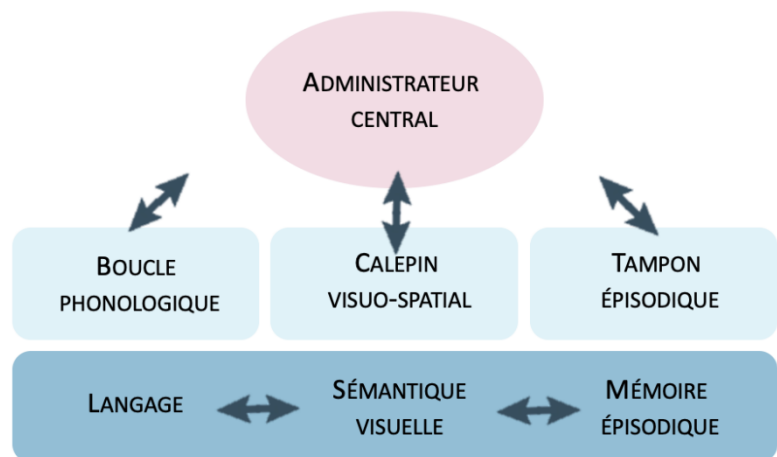 ADMINISTRATEUR
CENTRAL
BOUCLE
PHONOLOGIQUE
CALEPIN
VISUO-SPATIAL
TAMPON
ÉPISODIQUE
LANGAGE
SÉMANTIQUE
VISUELLE
MÉMOIRE
ÉPISODIQUE